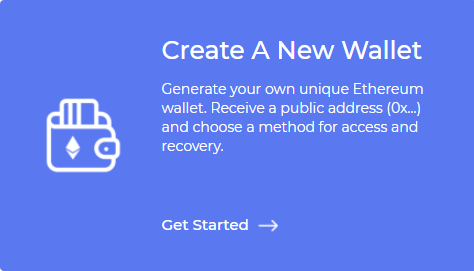 Create A New Wallet
Generate your own unique Ethereum
wallet. Receive a public address (0x...)
and choose a method for access and
recovery.
Get Started